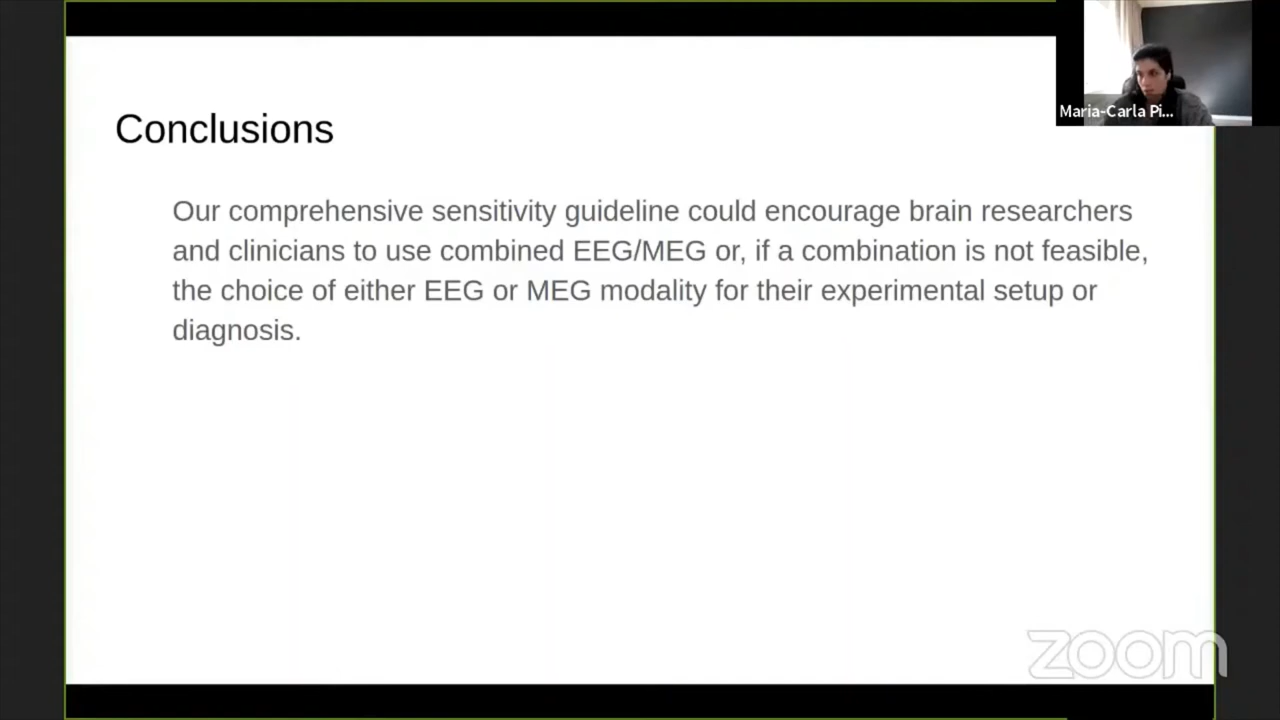 Maria-Carla Pi...
Conclusions
Our comprehensive sensitivity guideline could encourage brain researchers
and clinicians to use combined EEG/MEG or, if a combination is not feasible,
the choice of either EEG or MEG modality for their experimental setup or
diagnosis.
zoom